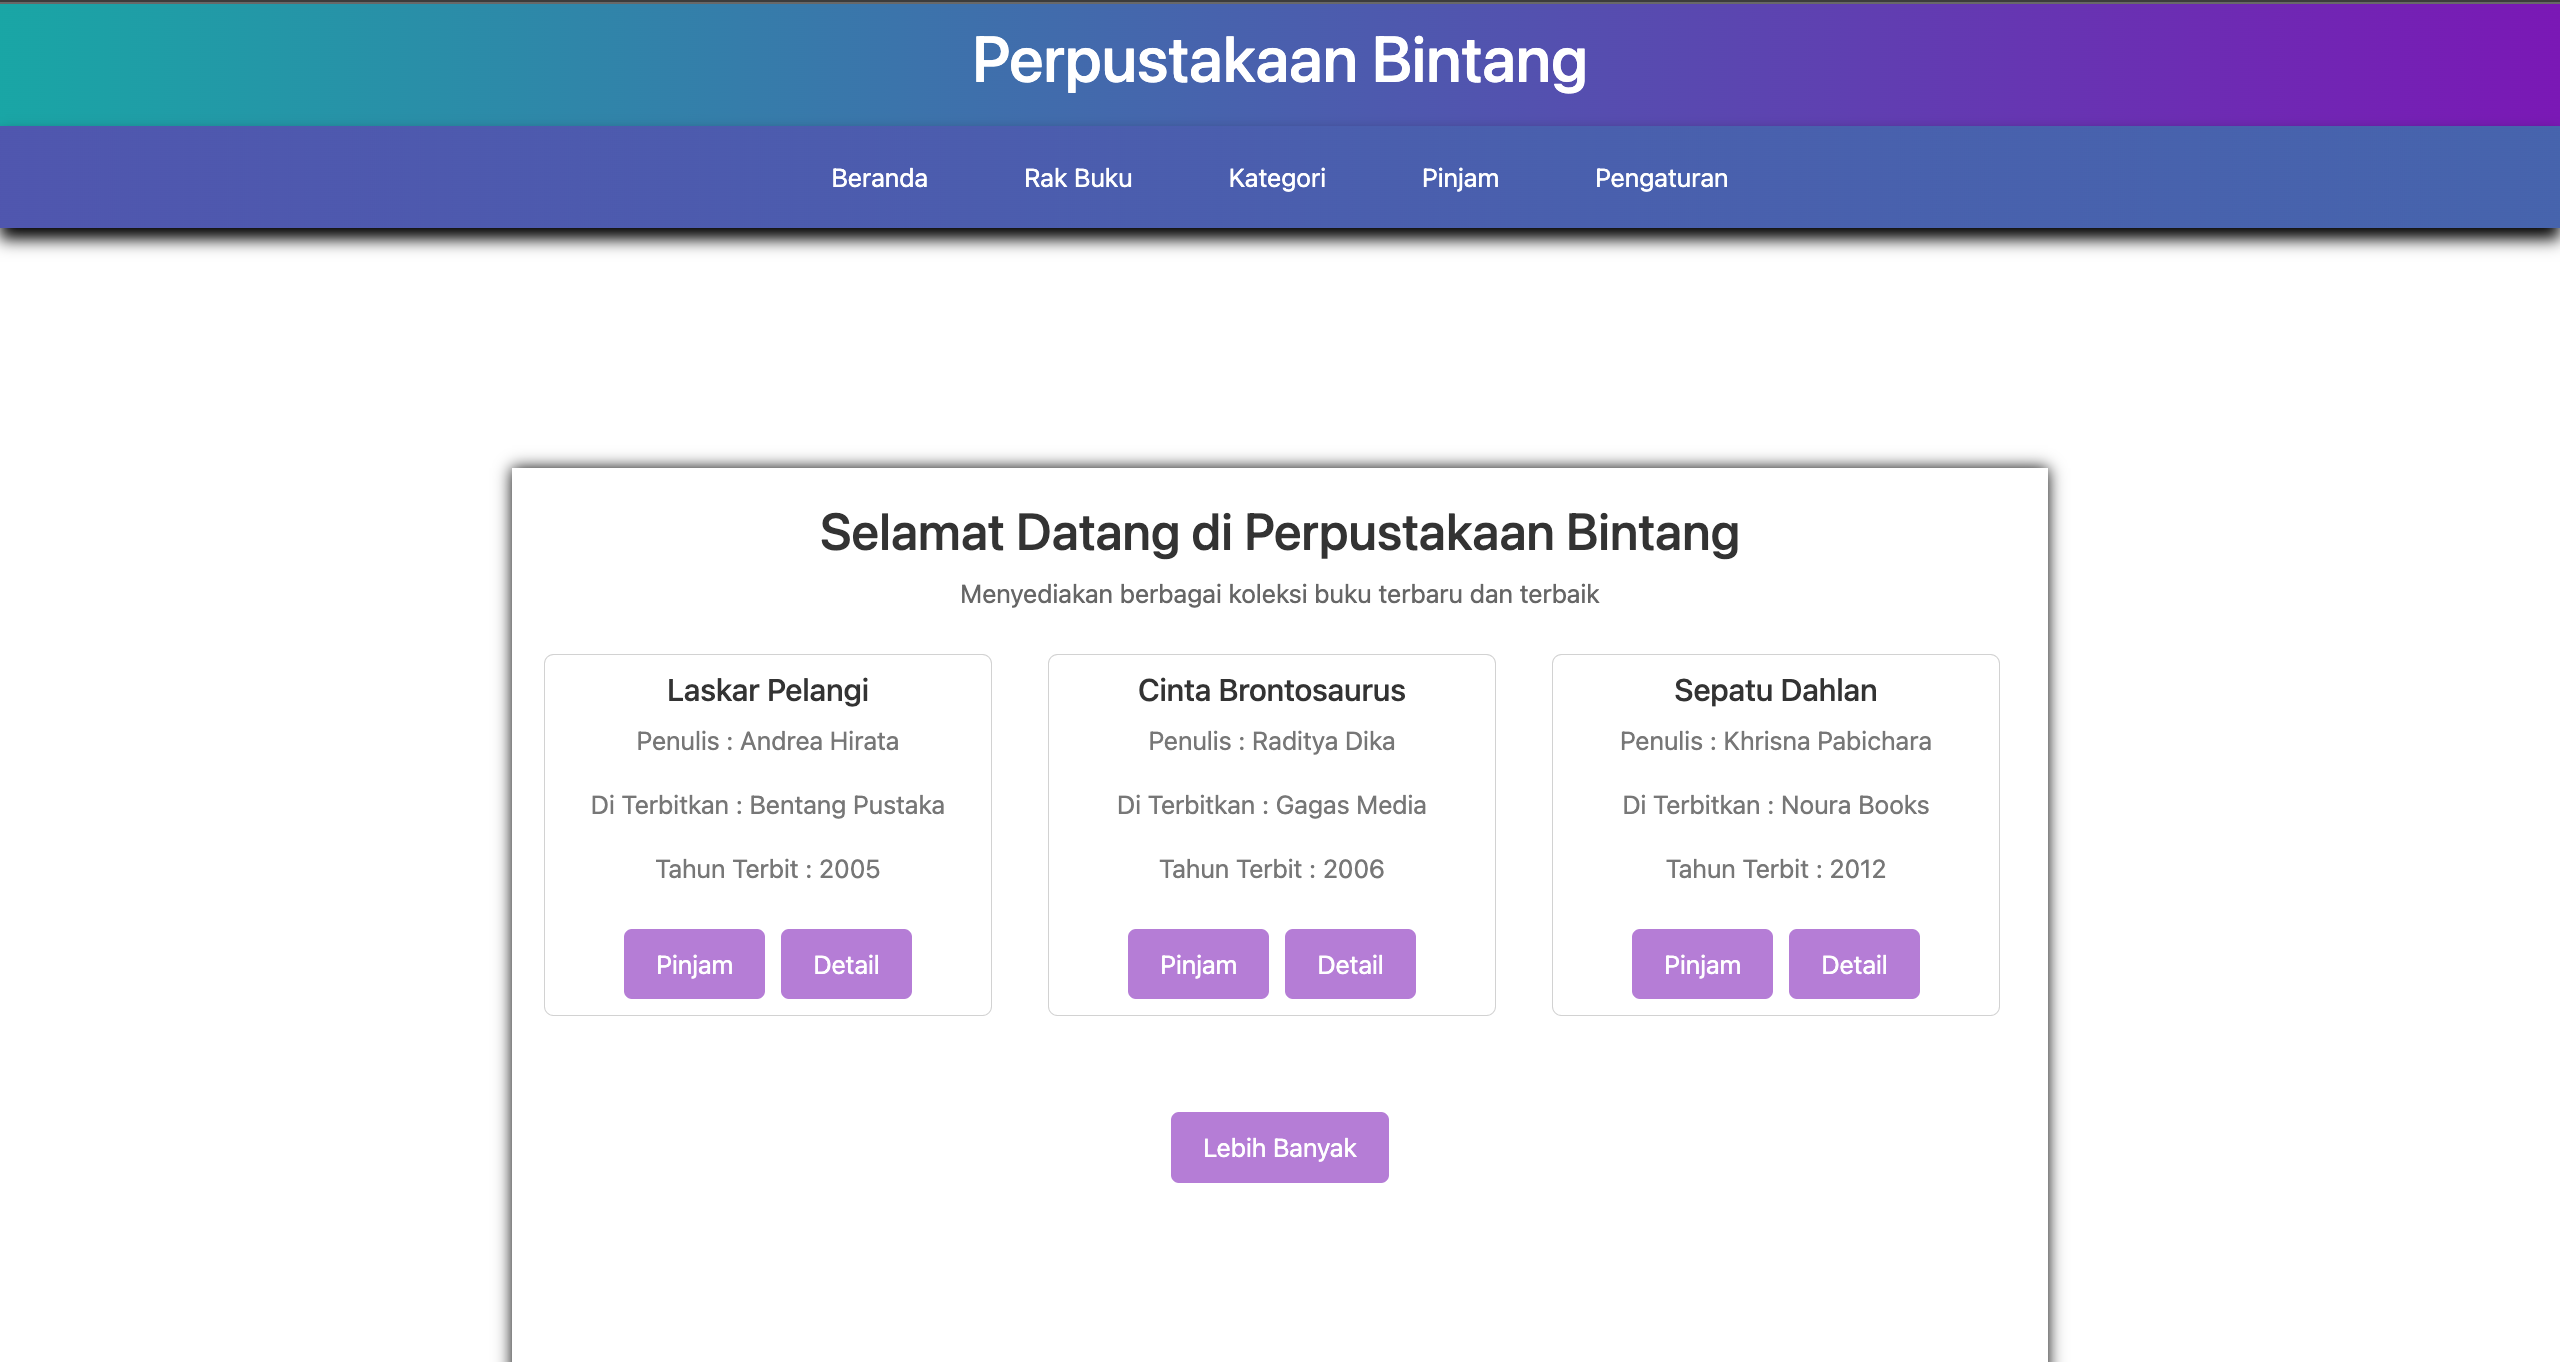 Perpustakaan Bintang
Beranda Rak Buku Kategori Pinjam Pengaturan
Selamat Datang di Perpustakaan Bintang
Menyediakan berbagai koleksi buku terbaru dan terbaik
Laskar Pelangi
Penulis : Andrea Hirata
Di Terbitkan : Bentang Pustaka
Tahun Terbit : 2005
Pinjam Detail
Cinta Brontosaurus
Penulis : Raditya Dika
Di Terbitkan : Gagas Media
Tahun Terbit : 2006
Pinjam Detail
Sepatu Dahlan
Penulis : Khrisna Pabichara
Di Terbitkan : Noura Books
Tahun Terbit : 2012
Pinjam Detail
Lebih Banyak